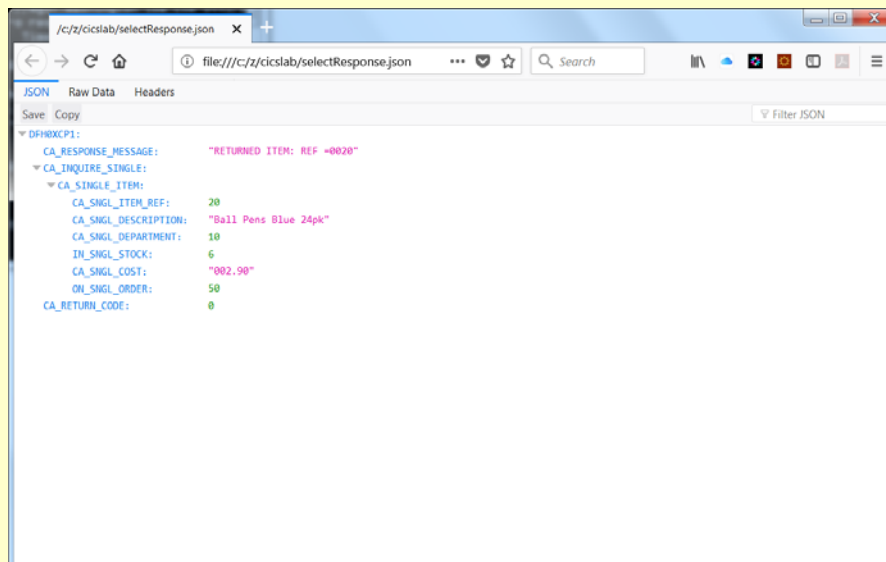 /c:/z/cicslab/selectResponse.json
file:///c:/z/cicslab/selectResponse.json
Search
JSON Raw Data Headers
Save Copy
Filter JSON
DFH0XCP1:
CA_RESPONSE_MESSAGE: "RETURNED ITEM: REF =0020"
CA_INQUIRE_SINGLE:
CA_SINGLE_ITEM:
CA_SNGL_ITEM_REF: 20
CA_SNGL_DESCRIPTION: "Ball Pens Blue 24pk"
CA_SNGL_DEPARTMENT: 10
IN_SNGL_STOCK: 6
CA_SNGL_COST: "002.90"
ON_SNGL_ORDER: 50
CA_RETURN_CODE: 0